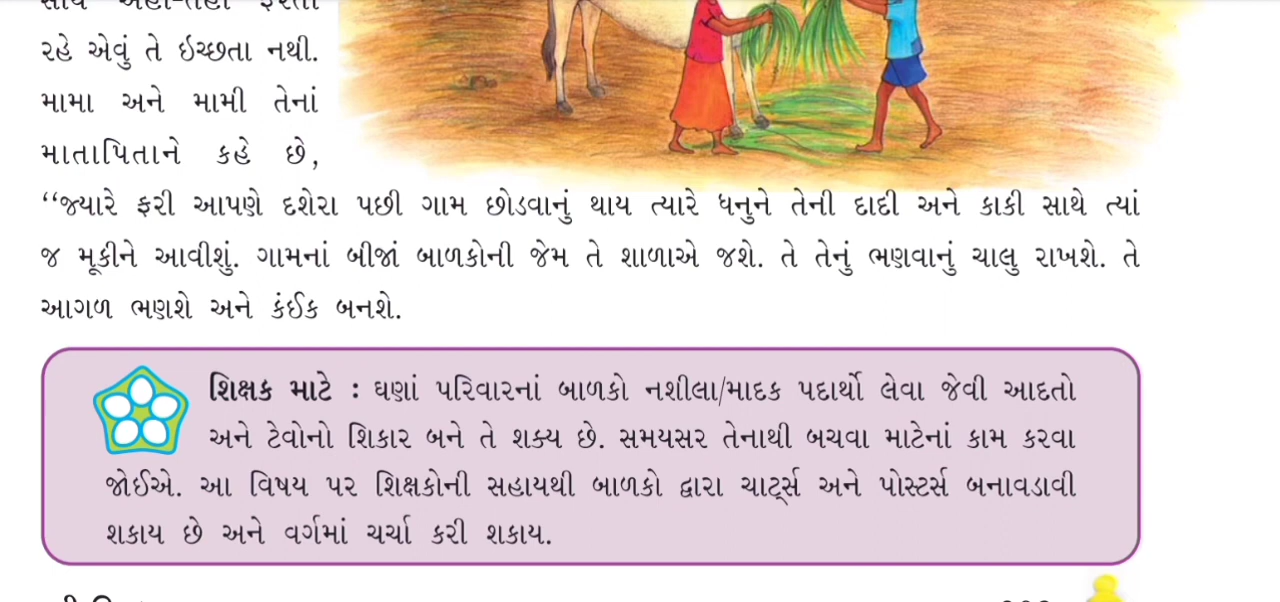 રહે એવું તે ઇચ્છતા નથી.
મામા અને મામી તેનાં
માતાપિતાને કહે છે,
“જ્યારે ફરી આપણે દશેરા પછી ગામ છોડવાનું થાય ત્યારે ધનુને તેની દાદી અને કાકી સાથે ત્યાં
જ મૂકીને આવીશું. ગામનાં બીજાં બાળકોની જેમ તે શાળાએ જશે. તે તેનું ભણવાનું ચાલુ રાખશે. તે
આગળ ભણશે અને કંઈક બનશે.
શિક્ષક માટે : ઘણાં પરિવારનાં બાળકો નશીલા/માદક પદાર્થો લેવા જેવી આદતો
અને ટેવોનો શિકાર બને તે શક્ય છે. સમયસર તેનાથી બચવા માટેનાં કામ કરવા
જોઈએ. આ વિષય પર શિક્ષકોની સહાયથી બાળકો દ્વારા ચાર્ટ્સ અને પોસ્ટર્સ બનાવડાવી
શકાય છે અને વર્ગમાં ચર્ચા કરી શકાય.